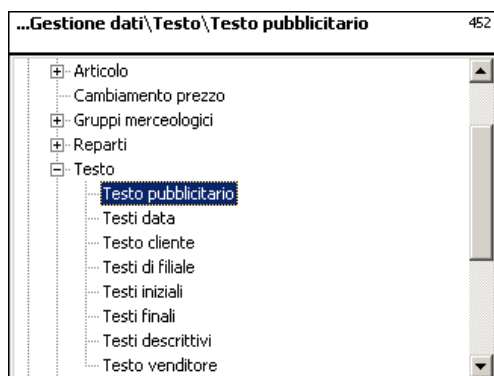 ...Gestione dati\Testo\Testo pubblicitario 452
Articolo
Cambiamento prezzo
Gruppi merceologici
Reparti
Testo
Testo pubblicitario
Testi data
Testo cliente
Testi di filiale
Testi iniziali
Testi finali
Testi descrittivi
Testo venditore